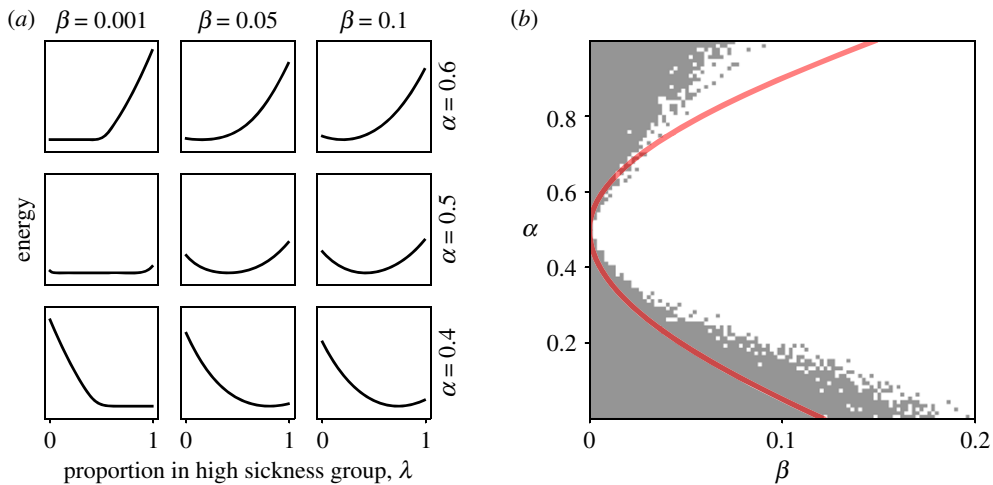 (a) β = 0.001 β = 0.05 β = 0.1
α = 0.6
energy
α = 0.5
α = 0.4
0 1 0 1 0 1
proportion in high sickness group, λ
(b)
0.8
0.6
α
0.4
0.2
0 0.1 0.2
β